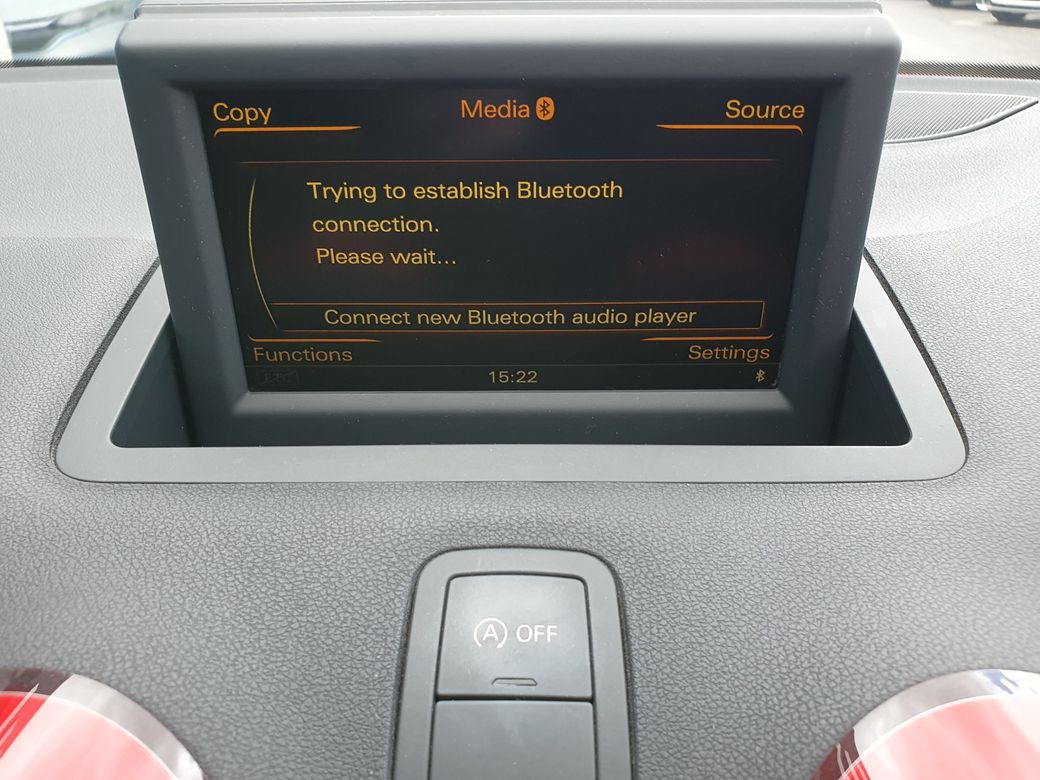 Copy
Media
Source
Trying to establish Bluetooth
connection.
Please wait...
Connect new Bluetooth audio player
Functions
Settings
15:22
A OFF